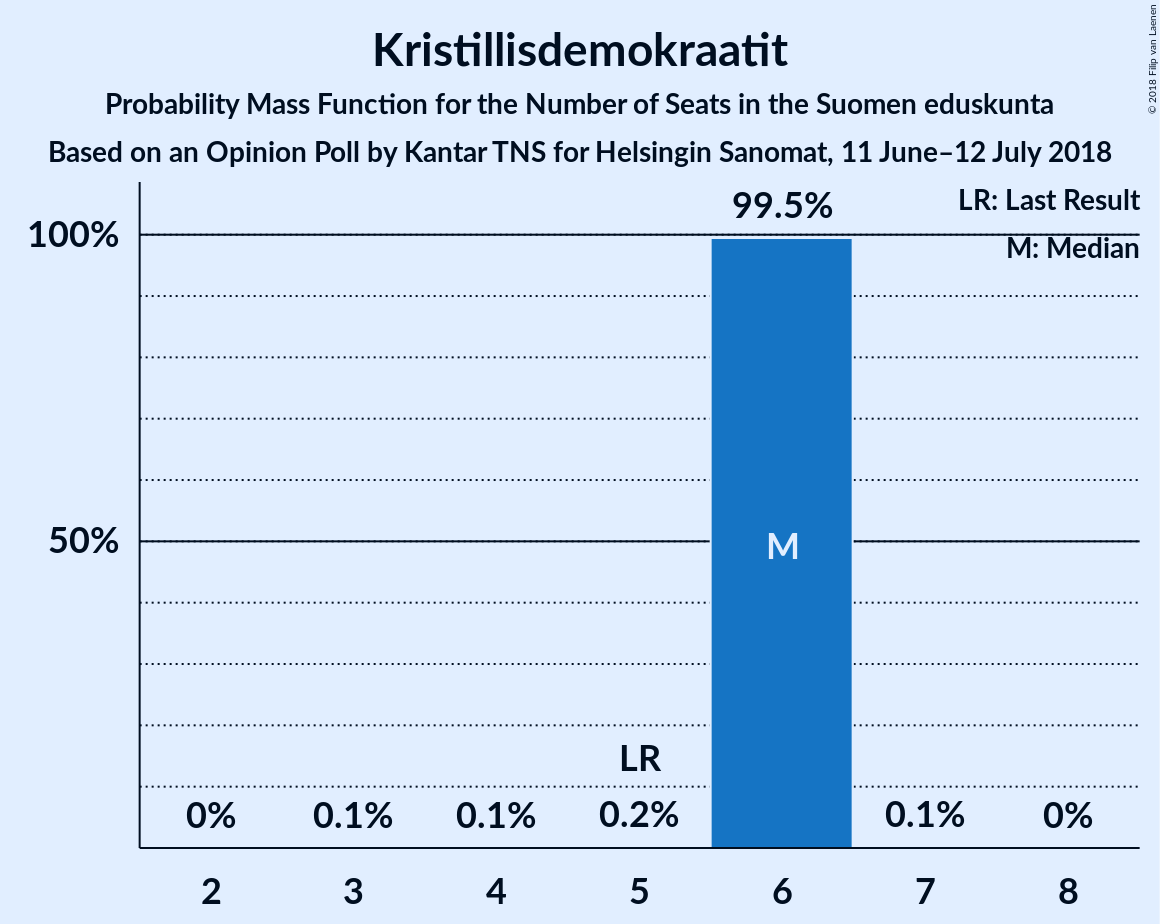 Kristillisdemokraatit
Probability Mass Function for the Number of Seats in the Suomen eduskunta
Based on an Opinion Poll by Kantar TNS for Helsingin Sanomat, 11 June–12 July 2018
© 2018 Filip van Laenen
LR: Last Result
M: Median
99.5%
100%
50%
M
LR
0% 0.1% 0.1% 0.2% 0.1% 0%
2 3 4 5 6 7 8